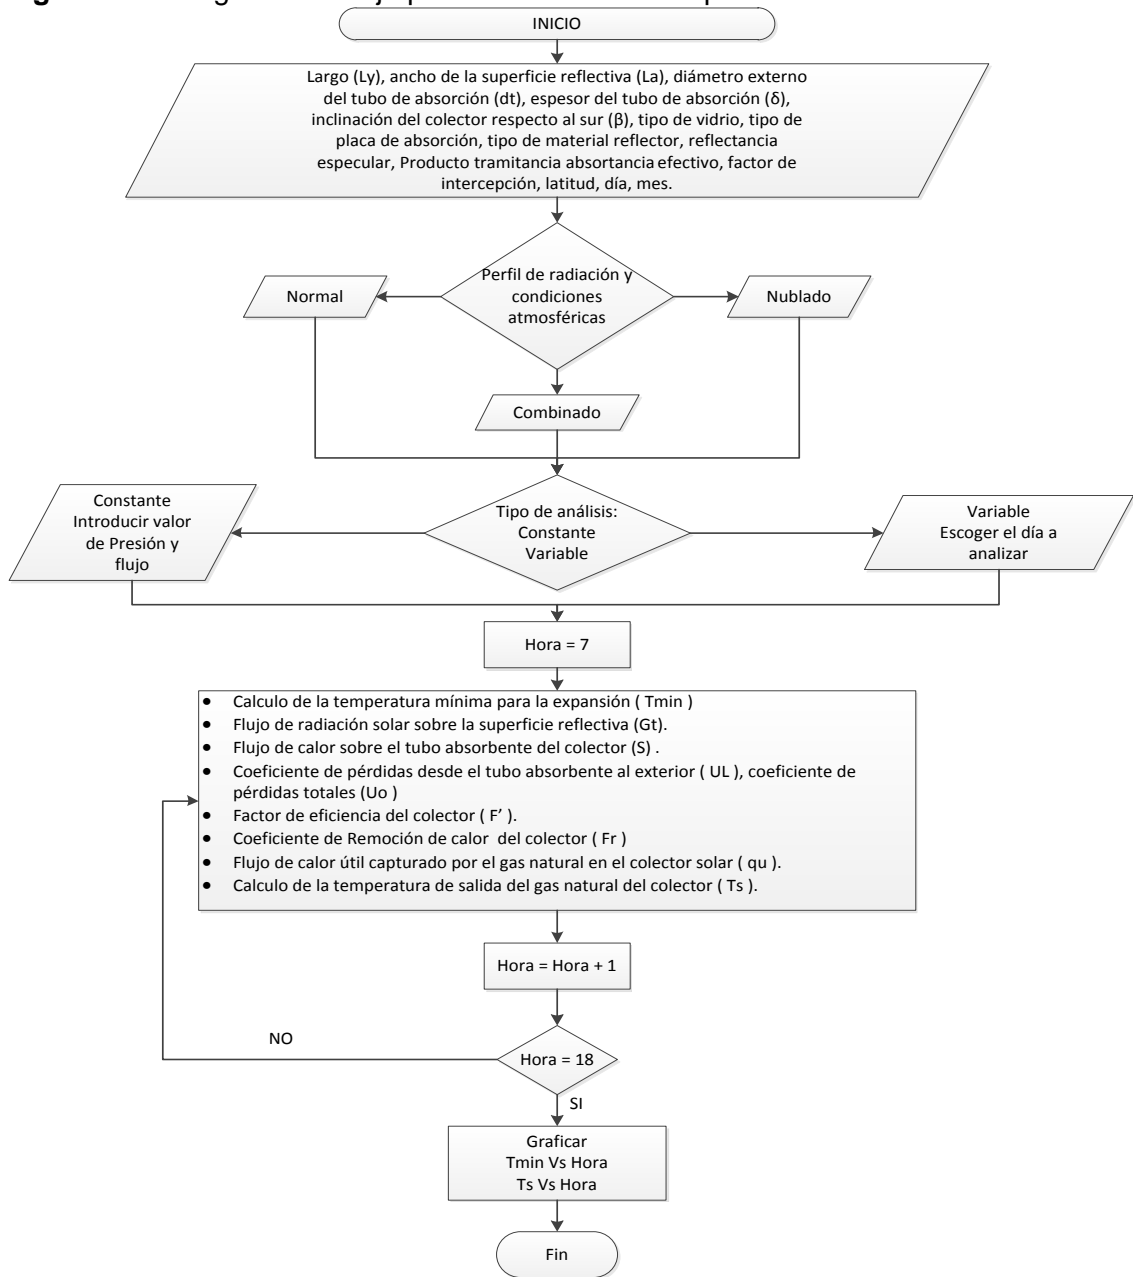 INICIO
Largo (Ly), ancho de la superficie reflectiva (La), diámetro externo
del tubo de absorción (dt), espesor del tubo de absorción (δ),
inclinación del colector respecto al sur (β), tipo de vidrio, tipo de
placa de absorción, tipo de material reflector, reflectancia
especular, Producto tramitancia absortancia efectivo, factor de
intercepción, latitud, día, mes.
Perfil de radiación y
condiciones
atmosféricas
Normal
Nublado
Combinado
Constante
Introducir valor
de Presión y
flujo
Tipo de análisis:
Constante
Variable
Variable
Escoger el día a
analizar
Hora = 7
• Calculo de la temperatura mínima para la expansión ( Tmin )
• Flujo de radiación solar sobre la superficie reflectiva (Gt).
• Flujo de calor sobre el tubo absorbente del colector (S) .
• Coeficiente de pérdidas desde el tubo absorbente al exterior ( UL ), coeficiente de
pérdidas totales (Uo )
• Factor de eficiencia del colector ( F’ ).
• Coeficiente de Remoción de calor del colector ( Fr )
• Flujo de calor útil capturado por el gas natural en el colector solar ( qu ).
• Calculo de la temperatura de salida del gas natural del colector ( Ts ).
Hora = Hora + 1
NO
Hora = 18
SI
Graficar
Tmin Vs Hora
Ts Vs Hora
Fin